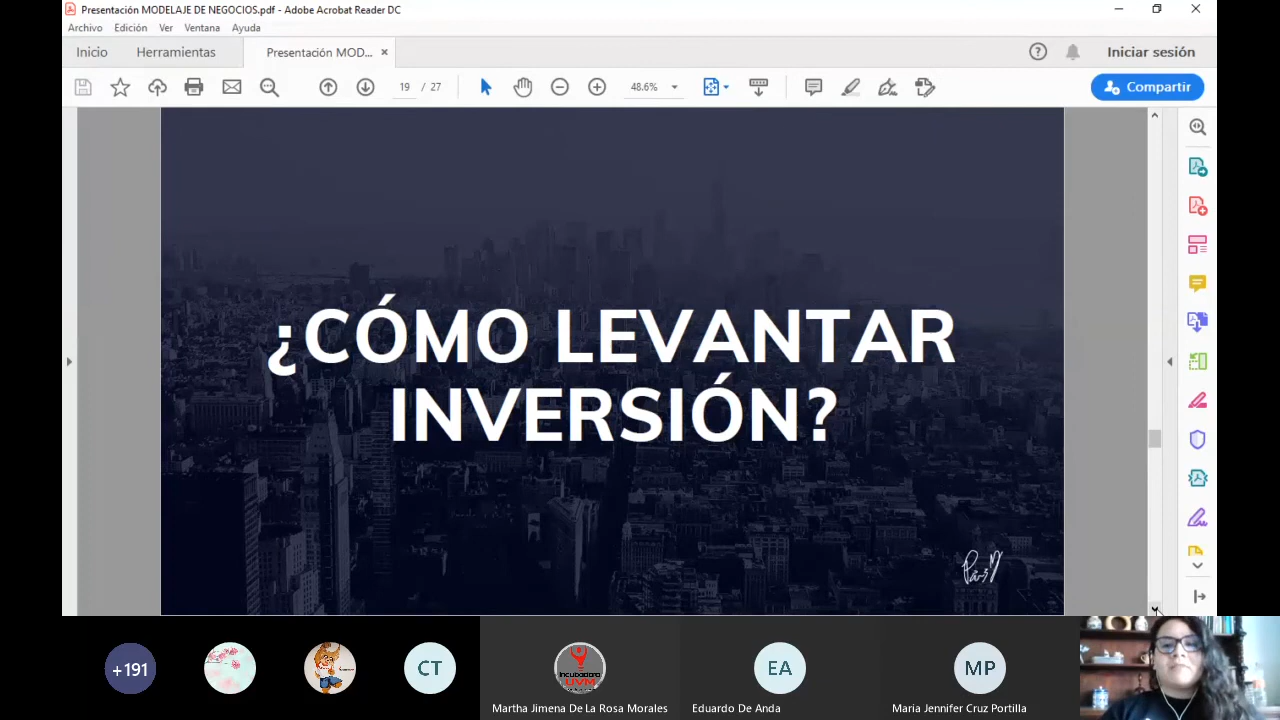 Presentación MODELAJE DE NEGOCIOS.pdf - Adobe Acrobat Reader DC
Archivo Edición Ver Ventana Ayuda
Inicio Herramientas Presentación MOD... Iniciar sesión
19 / 27 48.6% Compartir
¿CÓMO LEVANTAR
INVERSIÓN?
+191 CT EA MP
Incubadora
UVM
Martha Jimena De La Rosa Morales Eduardo De Anda Maria Jennifer Cruz Portilla